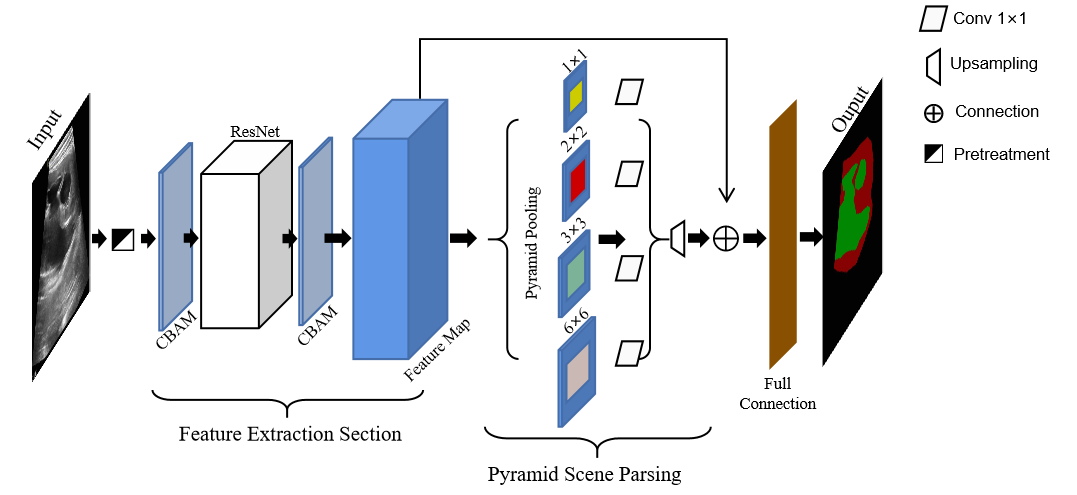 Conv 1×1
Upsampling
Connection
Pretreatment
Input
ResNet
CBAM
CBAM
Feature Map
Feature Extraction Section
Pyramid Pooling
1×1
2×2
3×3
6×6
Pyramid Scene Parsing
Full
Connection
Ouput